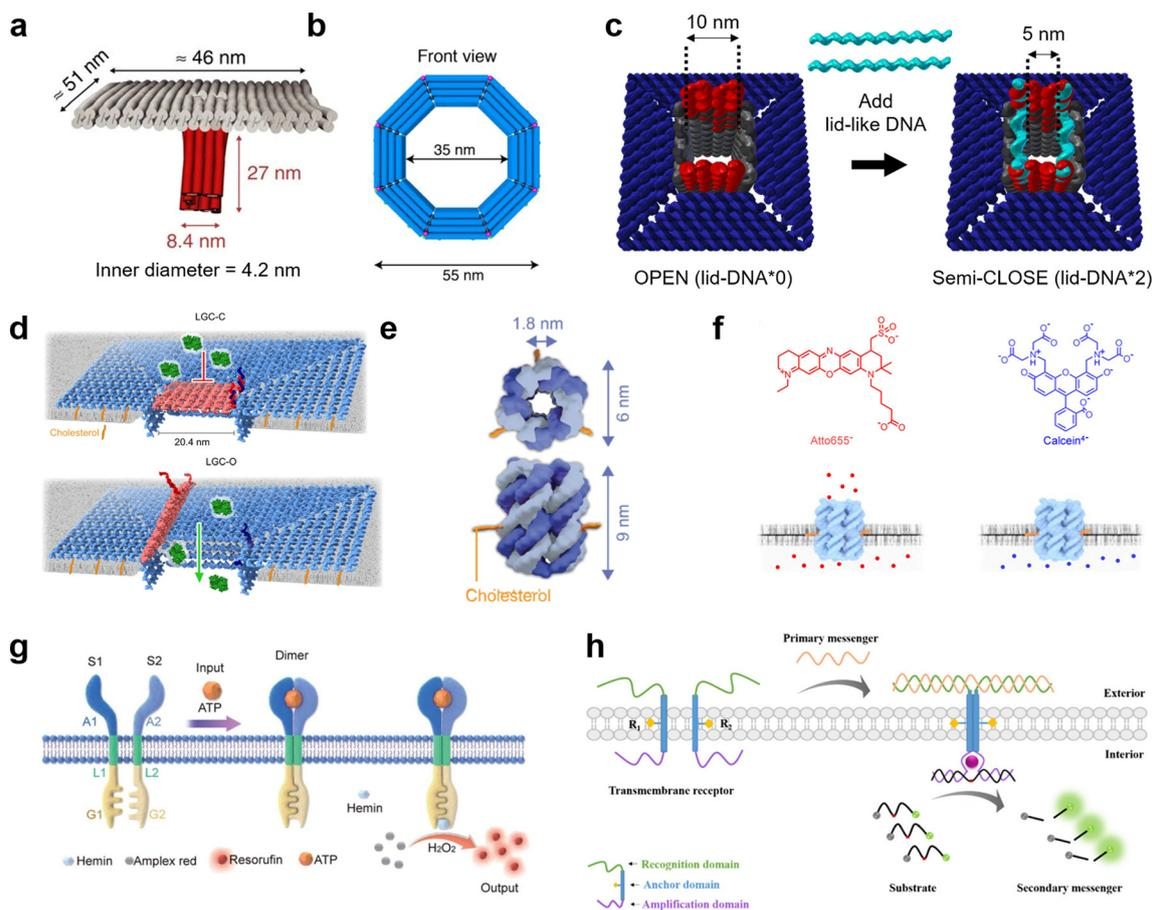 a
≈ 51 nm
≈ 46 nm
27 nm
8.4 nm
Inner diameter = 4.2 nm
b
Front view
35 nm
55 nm
c
10 nm
Add
lid-like DNA
5 nm
OPEN (lid-DNA*0)
Semi-CLOSE (lid-DNA*2)
d
LGC-C
Cholesterol
20.4 nm
LGC-O
e
1.8 nm
6 nm
9 nm
Cholesterol
f
Atto655-
Calcein4-
g
S1
S2
A1
A2
L1
L2
G1
G2
Input
ATP
Dimer
Hemin
H2O2
Output
Hemin
Amplex red
Resorufin
ATP
h
Primary messenger
Exterior
R1
R2
Interior
Transmembrane receptor
Recognition domain
Anchor domain
Amplification domain
Substrate
Secondary messenger